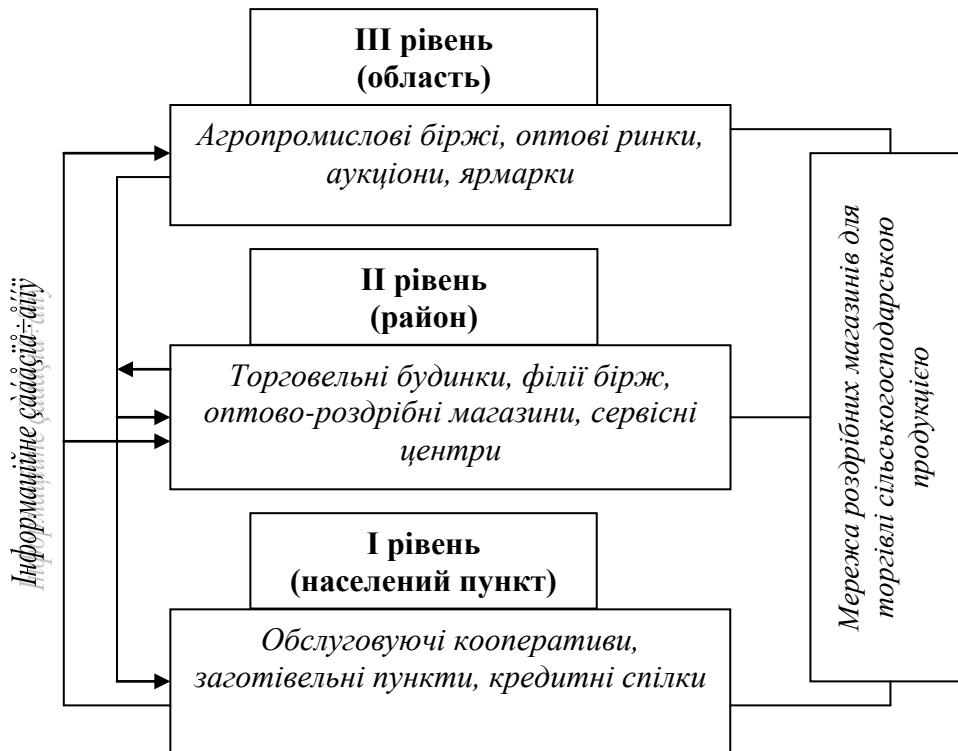 III рівень
(область)
Агропромислові біржі, оптові ринки,
аукціони, ярмарки
II рівень
(район)
Торговельні будинки, філії бірж,
оптово-роздрібні магазини, сервісні
центри
I рівень
(населений пункт)
Обслуговуючі кооперативи,
заготівельні пункти, кредитні спілки
Інформаційне
Мережа роздрібних магазинів для
торгівлі сільськогосподарською
продукцією